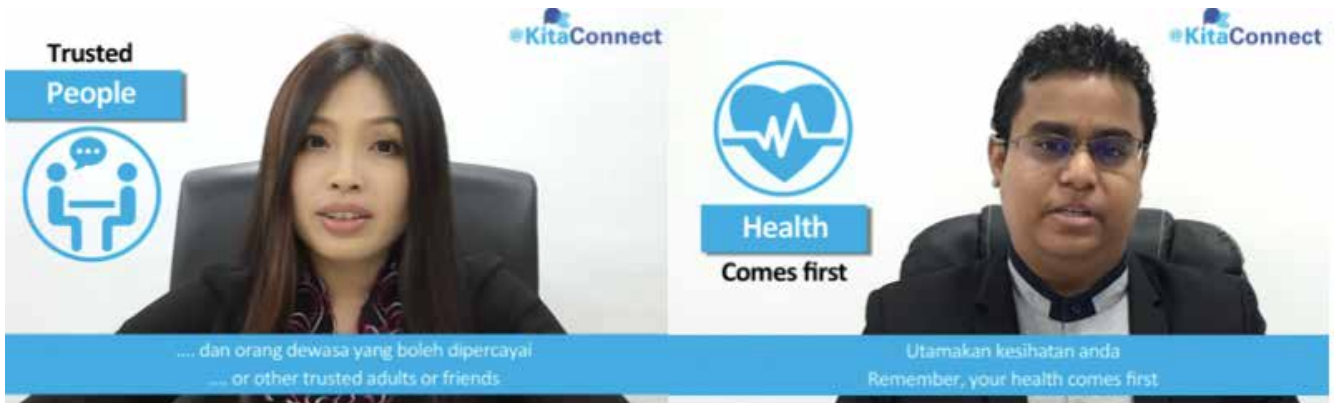 @KitaConnect
Trusted
People
.... dan orang dewasa yang boleh dipercayai
.... or other trusted adults or friends
@KitaConnect
Health
Comes first
Utamakan kesihatan anda
Remember, your health comes first